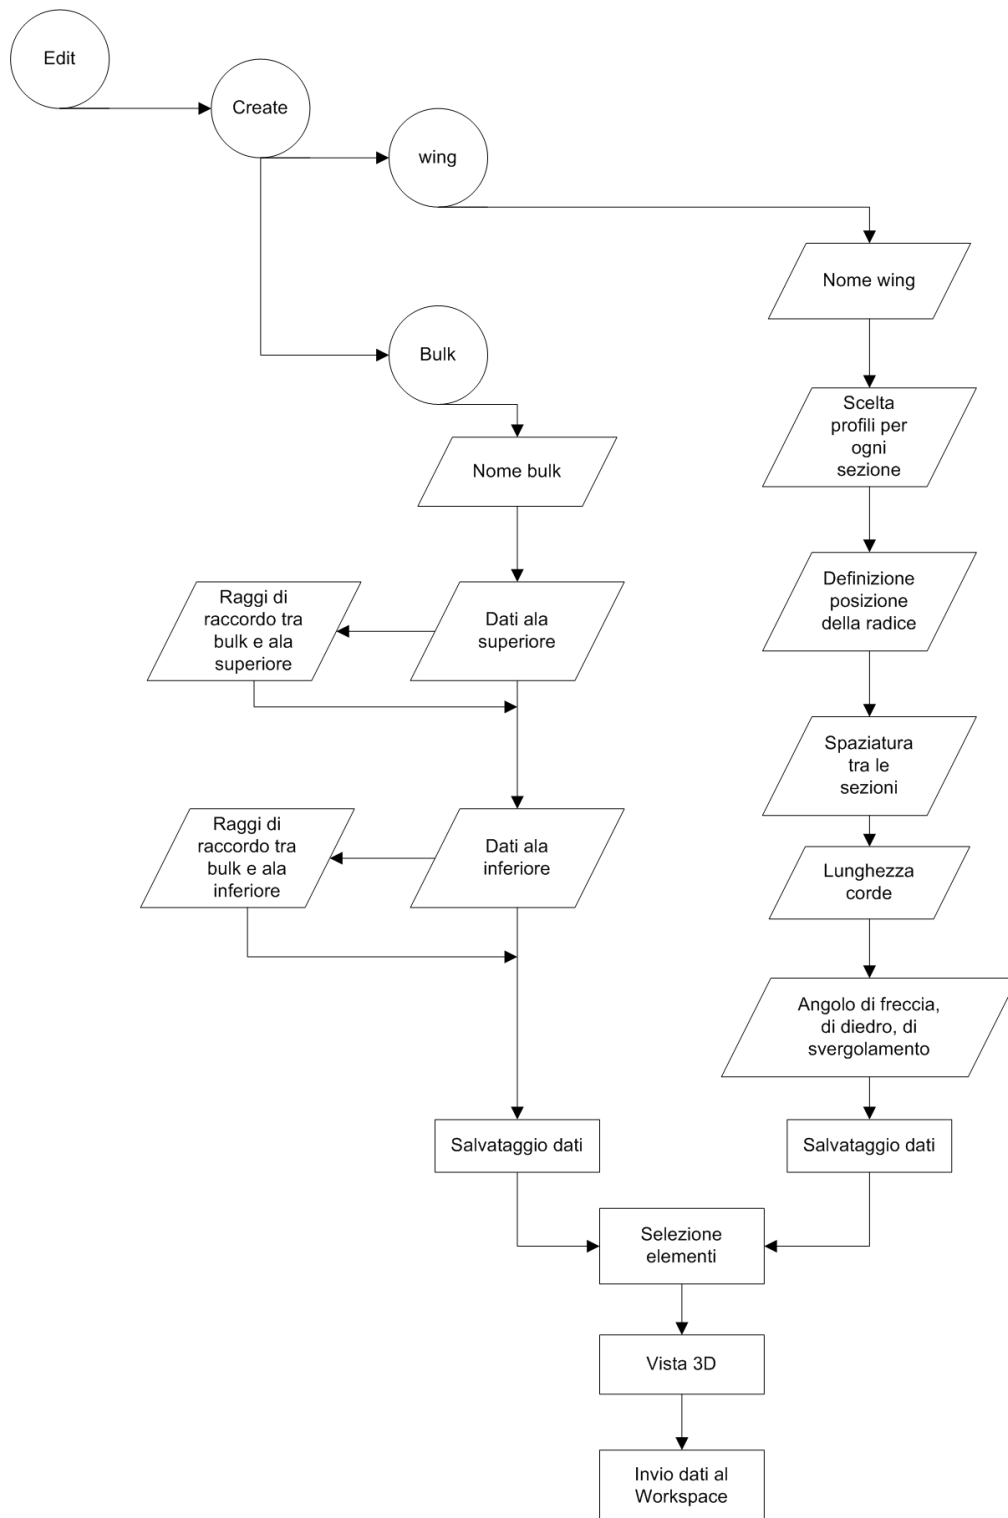 Edit
Create
wing
Nome wing
Bulk
Scelta
profili per
ogni
sezione
Nome bulk
Raggi di
raccordo tra
bulk e ala
superiore
Dati ala
superiore
Definizione
posizione
della radice
Spaziatura
tra le
sezioni
Raggi di
raccordo tra
bulk e ala
inferiore
Dati ala
inferiore
Lunghezza
corde
Angolo di freccia,
di diedro, di
svergolamento
Salvataggio dati
Salvataggio dati
Selezione
elementi
Vista 3D
Invio dati al
Workspace